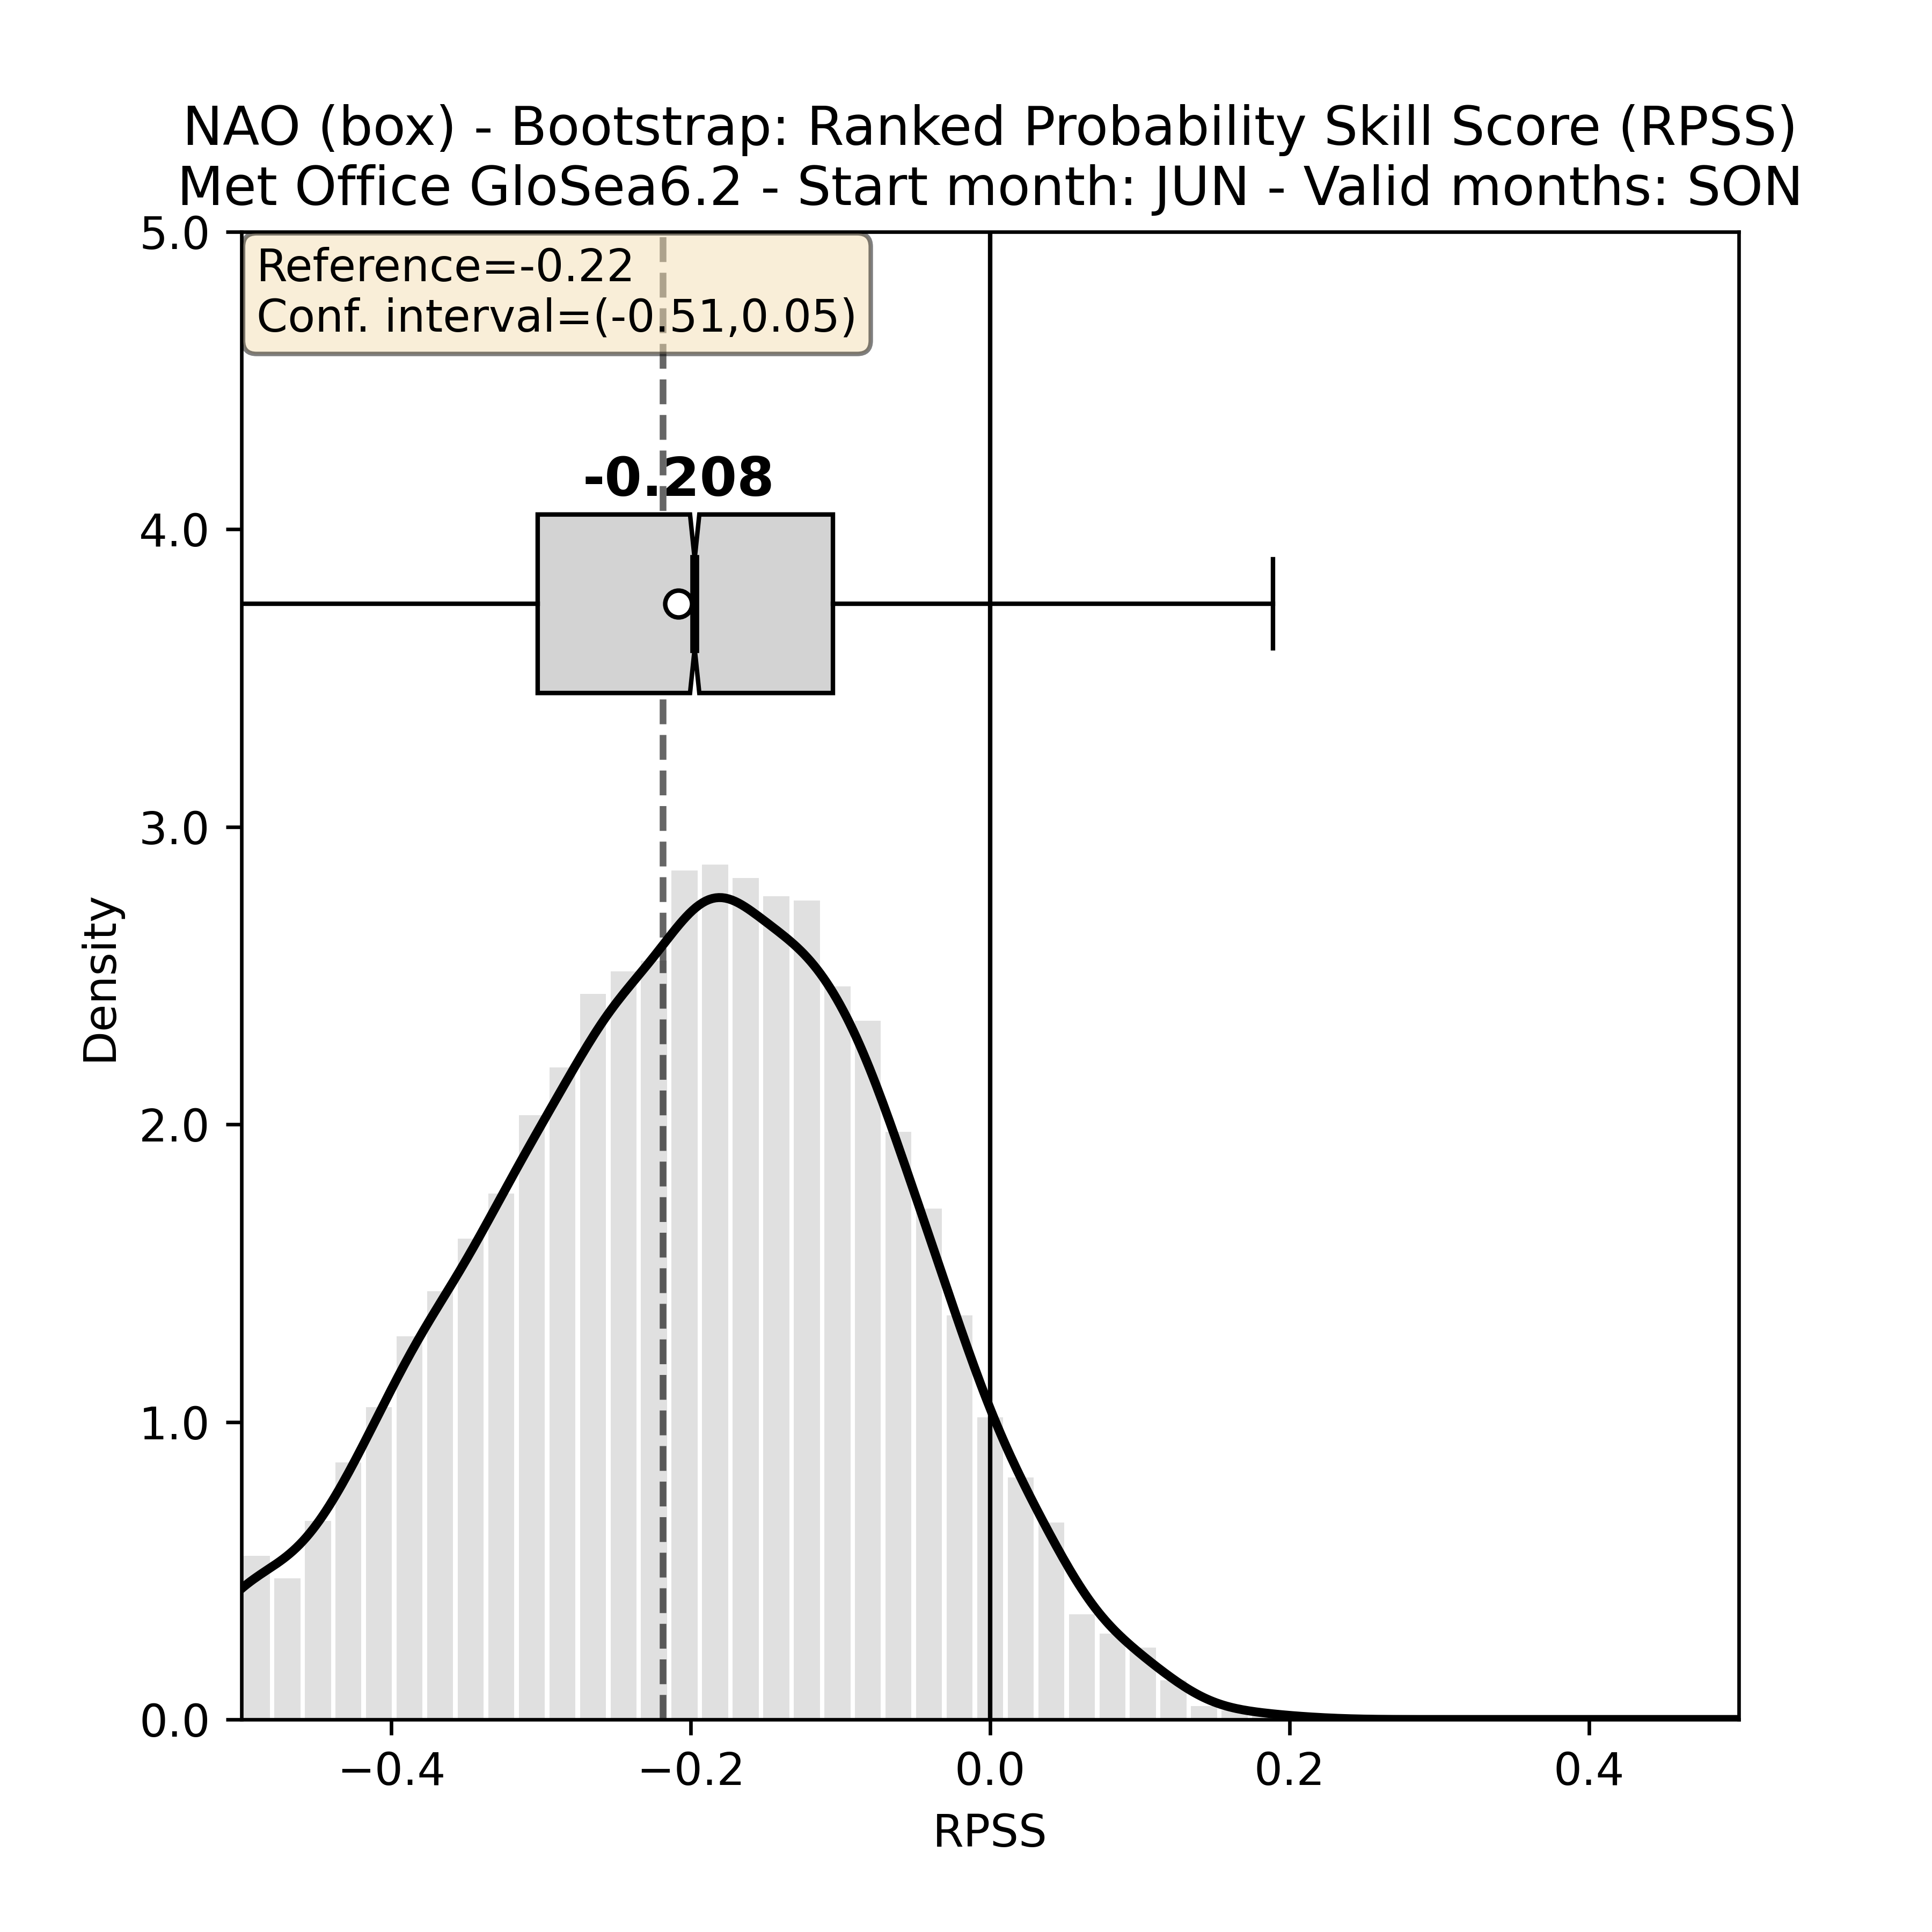 NAO (box) - Bootstrap: Ranked Probability Skill Score (RPSS)
Met Office GloSea6.2 - Start month: JUN - Valid months: SON
5.0
Reference=-0.22
Conf. interval=(-0.51,0.05)
-0.208
4.0
3.0
Density
2.0
1.0
0.0
−0.4
−0.2
0.0
0.2
0.4
RPSS